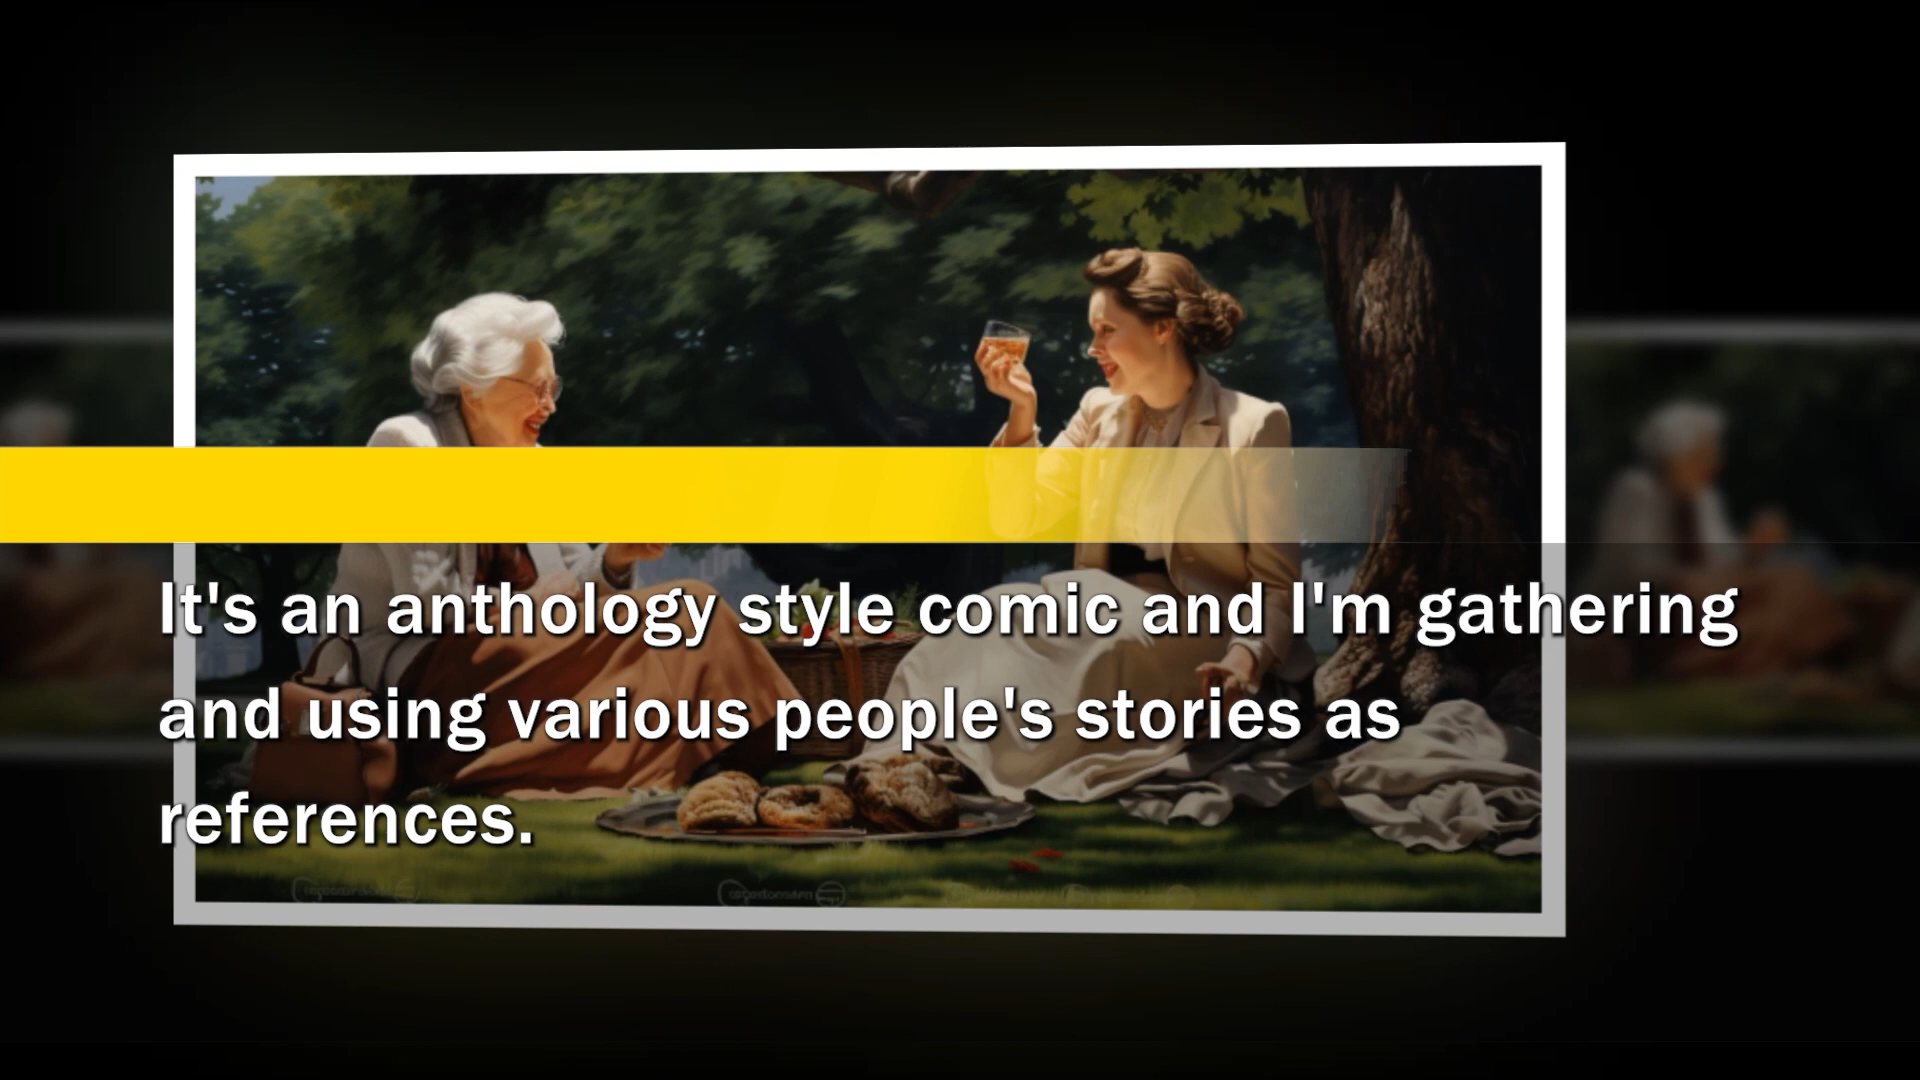 It's an anthology style comic and I'm gathering
and using various people's stories as
references.